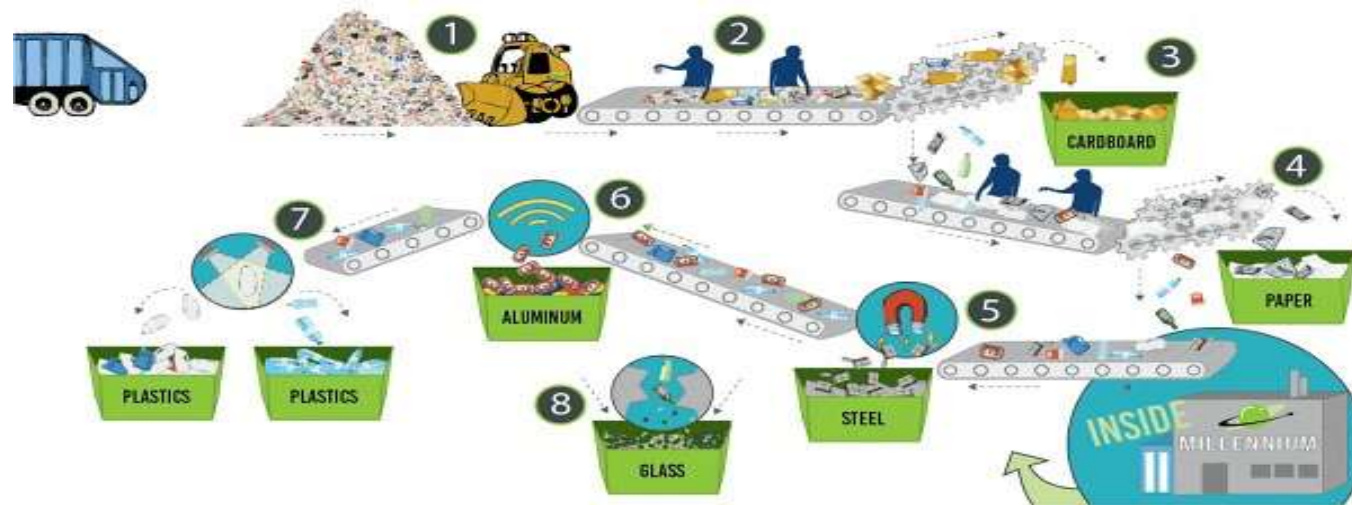 1
2
3
CARDBOARD
4
PAPER
5
STEEL
6
ALUMINUM
7
PLASTICS
PLASTICS
8
GLASS
INSIDE
MILLENNIUM